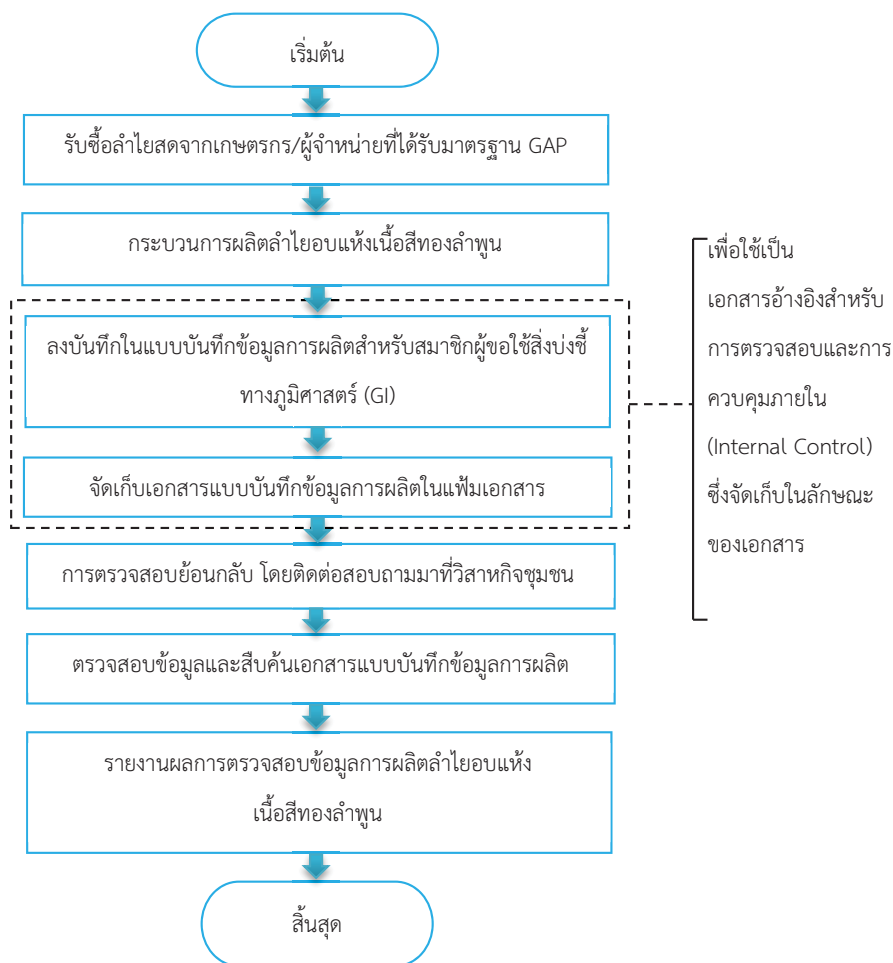 เริ่มต้น
รับซื้อลำไยสดจากเกษตรกร/ผู้จำหน่ายที่ได้รับมาตรฐาน GAP
กระบวนการผลิตลำไยอบแห้งเนื้อสีทองลำพูน
ลงบันทึกในแบบบันทึกข้อมูลการผลิตสำหรับสมาชิกผู้ขอใช้สิ่งบ่งชี้
ทางภูมิศาสตร์ (GI)
จัดเก็บเอกสารแบบบันทึกข้อมูลการผลิตในแฟ้มเอกสาร
เพื่อใช้เป็น
เอกสารอ้างอิงสำหรับ
การตรวจสอบและการ
ควบคุมภายใน
(Internal Control)
ซึ่งจัดเก็บในลักษณะ
ของเอกสาร
การตรวจสอบย้อนกลับ โดยติดต่อสอบถามมาที่วิสาหกิจชุมชน
ตรวจสอบข้อมูลและสืบค้นเอกสารแบบบันทึกข้อมูลการผลิต
รายงานผลการตรวจสอบข้อมูลการผลิตลำไยอบแห้ง
เนื้อสีทองลำพูน
สิ้นสุด